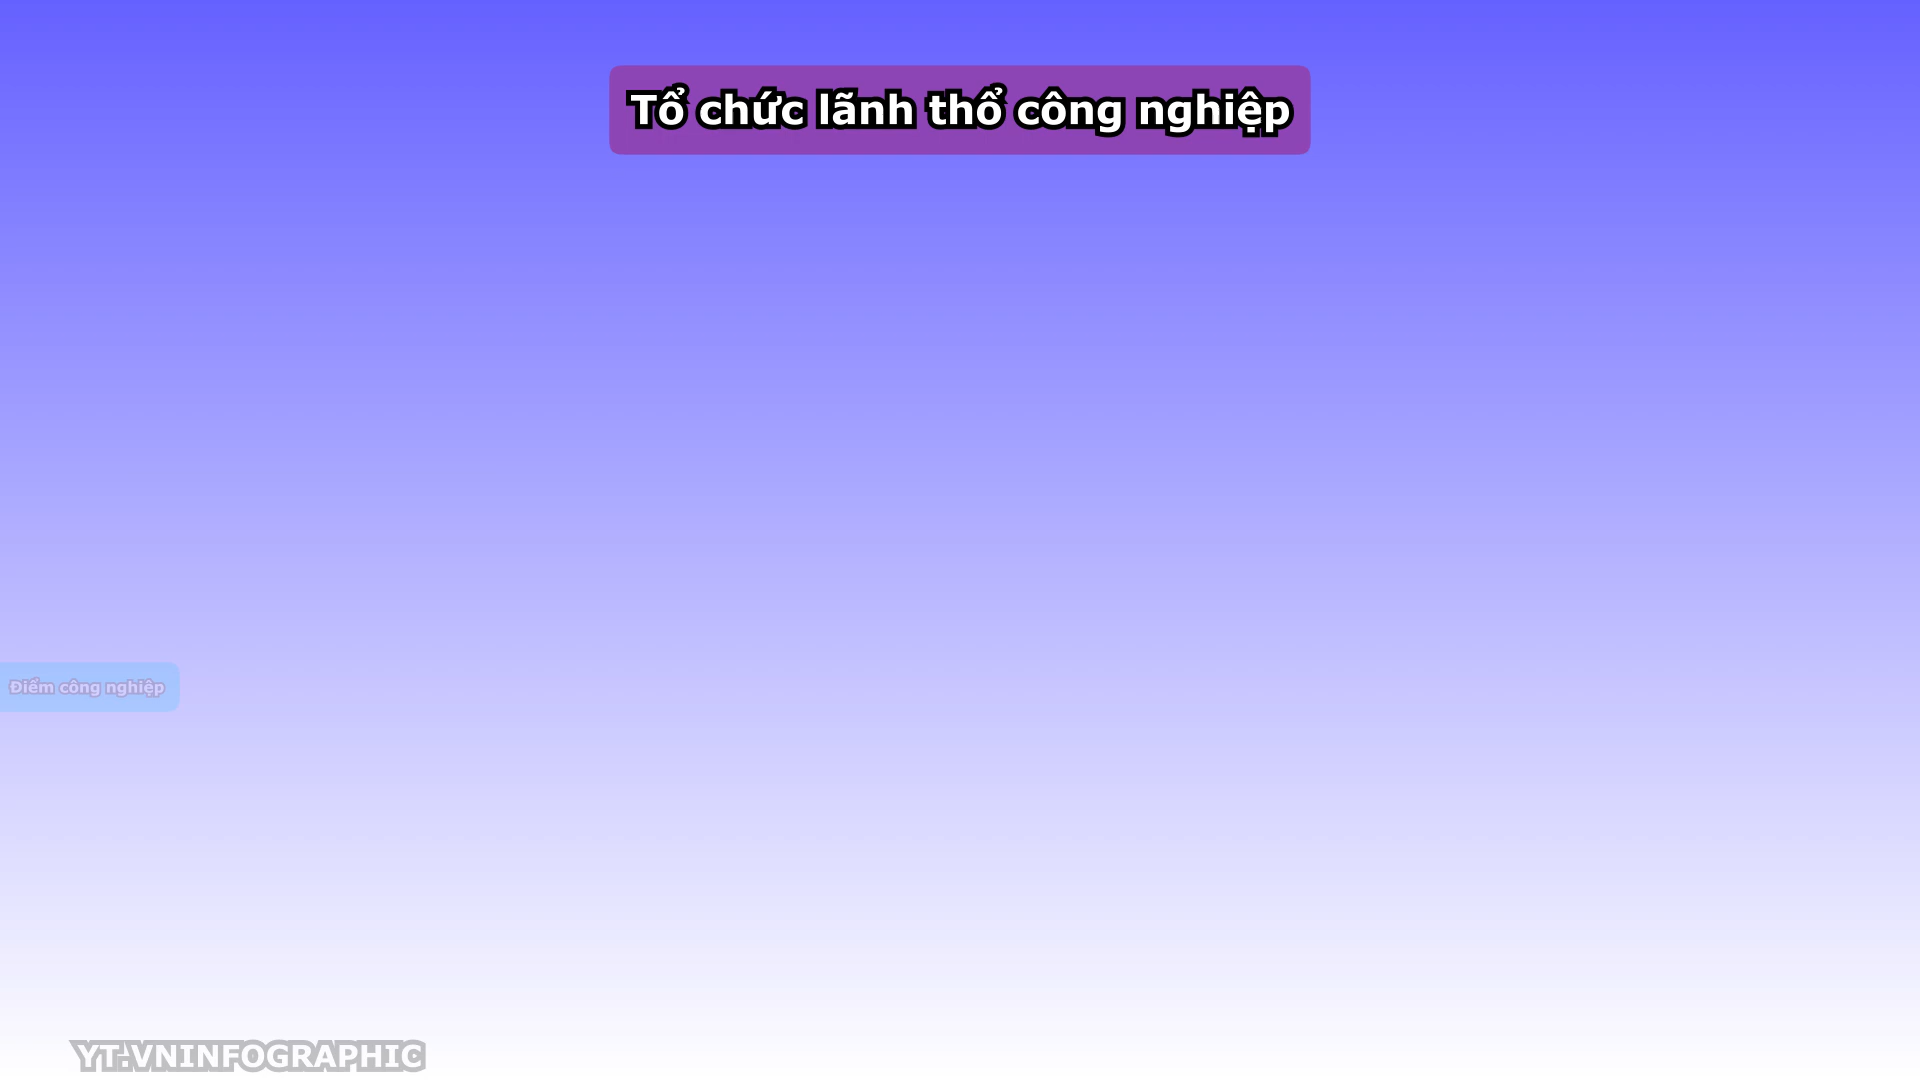 Tổ chức lãnh thổ công nghiệp
Điểm công nghiệp
YT.VNINFOGRAPHIC